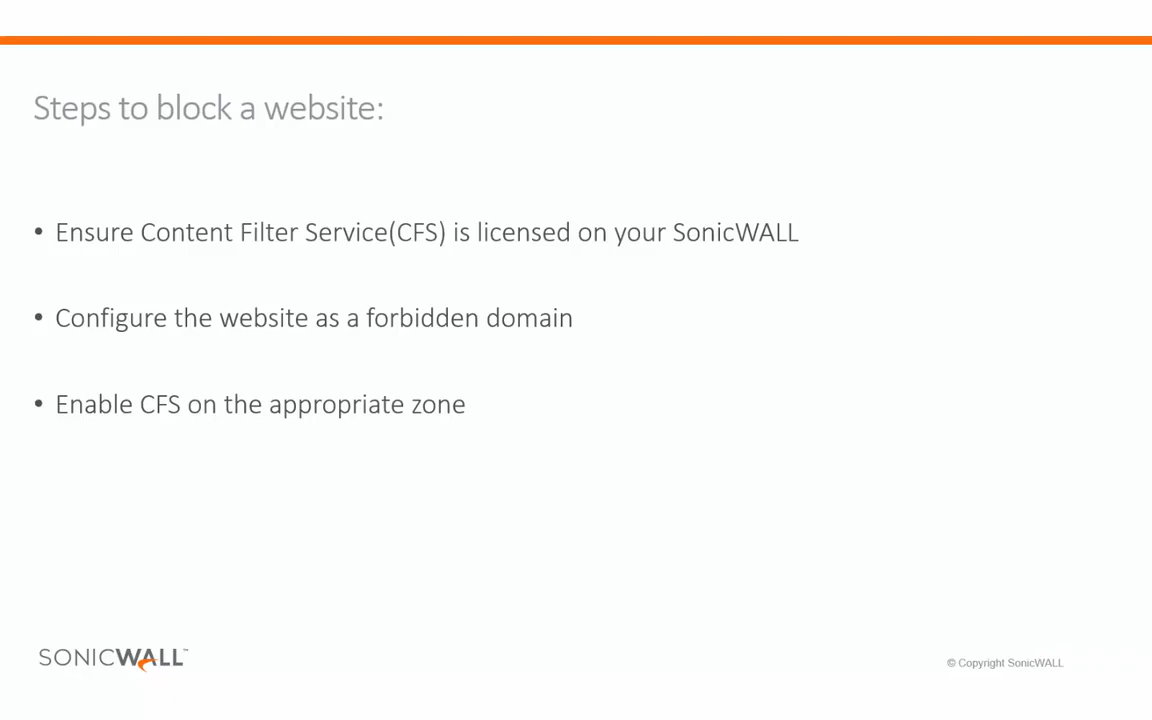 Steps to block a website:
• Ensure Content Filter Service(CFS) is licensed on your SonicWALL
• Configure the website as a forbidden domain
• Enable CFS on the appropriate zone
SONICWALL™
© Copyright SonicWALL